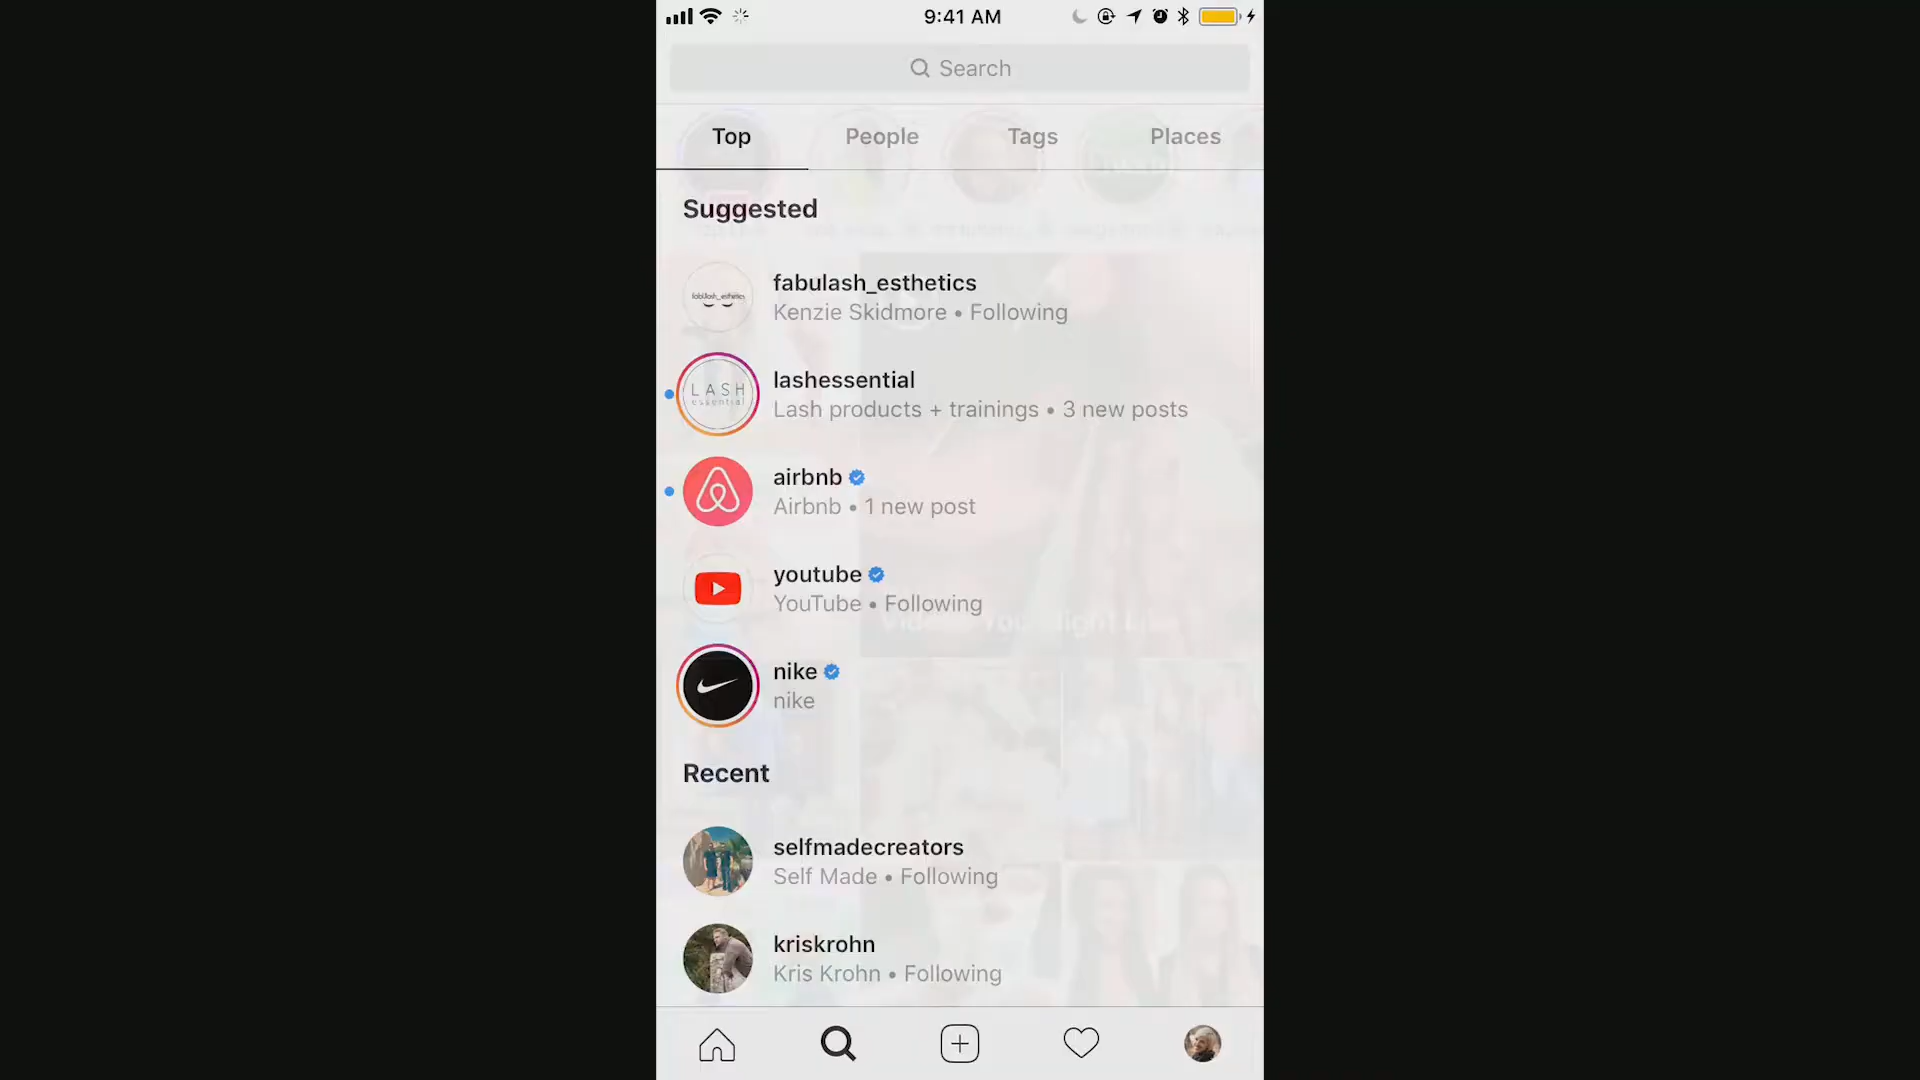 9:41 AM
Search
Top People Tags Places
Suggested
fabulash_esthetics
fabulash_esthetics
Kenzie Skidmore • Following
LASH
essential
lashessential
Lash products + trainings • 3 new posts
airbnb
Airbnb • 1 new post
youtube
YouTube • Following
nike
nike
Recent
selfmadecreators
Self Made • Following
kriskrohn
Kris Krohn • Following